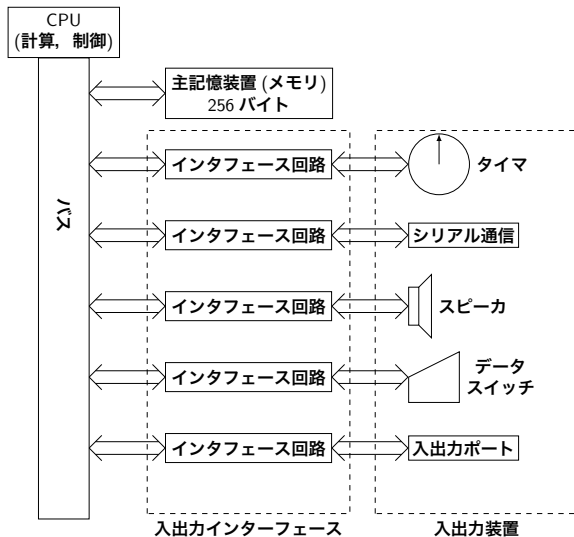 CPU
(計算，制御)
主記憶装置 (メモリ)
256 バイト
バス
インタフェース回路
タイマ
インタフェース回路
シリアル通信
インタフェース回路
スピーカ
インタフェース回路
データ
スイッチ
インタフェース回路
入出力ポート
入出力インターフェース
入出力装置